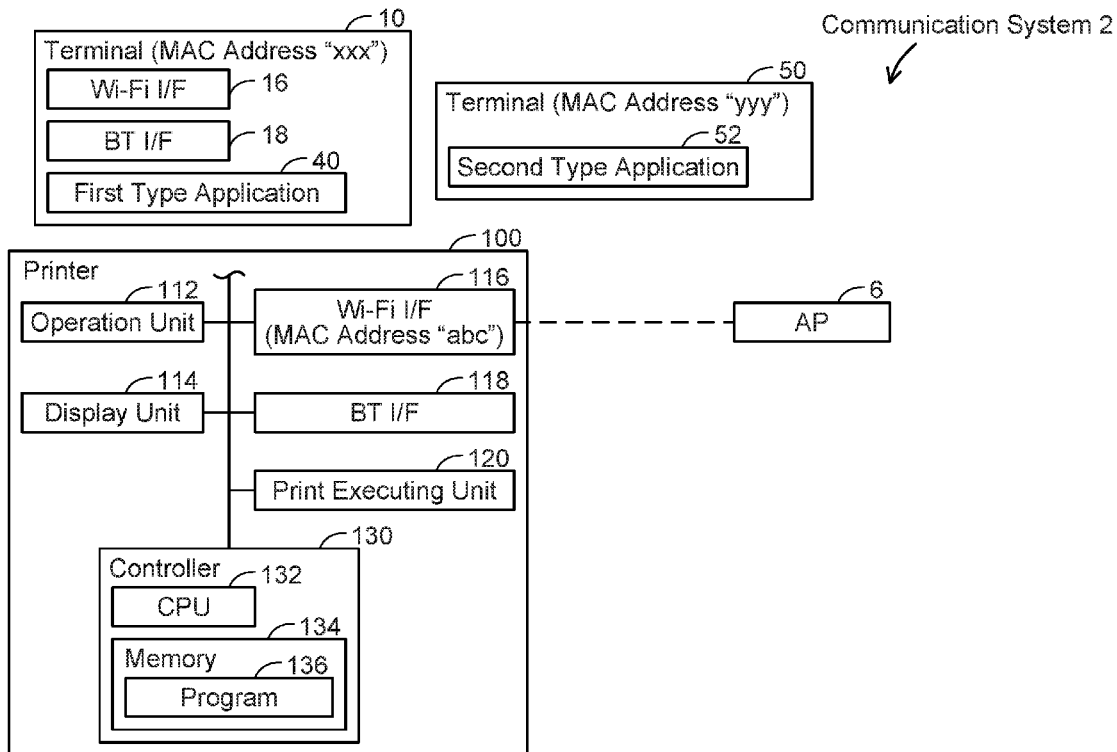 Communication System 2
10
Terminal (MAC Address “xxx”)
Wi-Fi I/F
16
BT I/F
18
40
First Type Application
50
Terminal (MAC Address “yyy”)
52
Second Type Application
100
Printer
112
Operation Unit
116
Wi-Fi I/F
(MAC Address “abc”)
6
AP
114
Display Unit
118
BT I/F
120
Print Executing Unit
130
Controller
132
CPU
134
Memory
136
Program